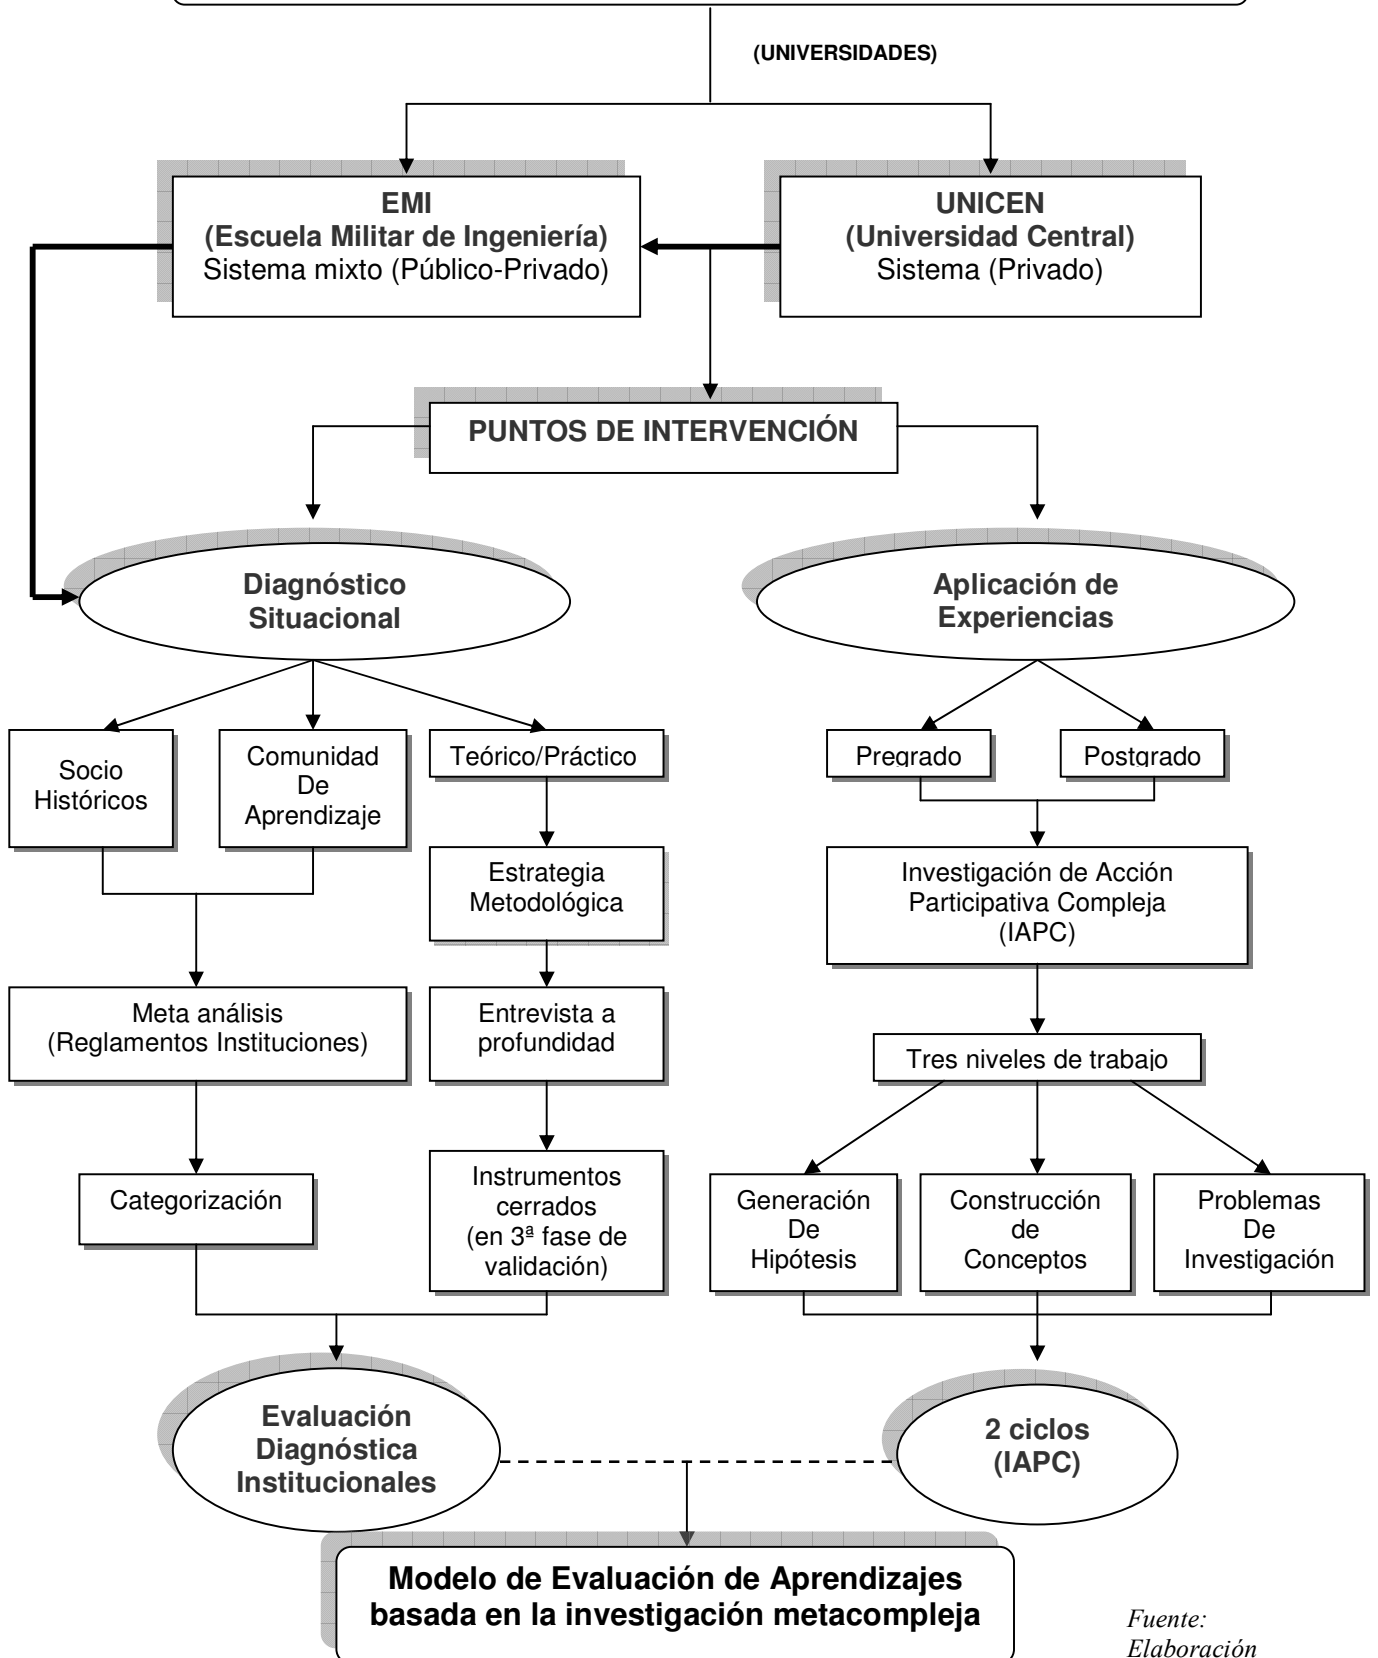 (UNIVERSIDADES)
EMI
(Escuela Militar de Ingeniería)
Sistema mixto (Público-Privado)
UNICEN
(Universidad Central)
Sistema (Privado)
PUNTOS DE INTERVENCIÓN
Diagnóstico
Situacional
Aplicación de
Experiencias
Socio
Históricos
Comunidad
De
Aprendizaje
Teórico/Práctico
Pregrado
Postgrado
Estrategia
Metodológica
Investigación de Acción
Participativa Compleja
(IAPC)
Meta análisis
(Reglamentos Instituciones)
Entrevista a
profundidad
Tres niveles de trabajo
Categorización
Instrumentos
cerrados
(en 3ª fase de
validación)
Generación
De
Hipótesis
Construcción
de
Conceptos
Problemas
De
Investigación
Evaluación
Diagnóstica
Institucionales
2 ciclos
(IAPC)
Modelo de Evaluación de Aprendizajes
basada en la investigación metacompleja
Fuente:
Elaboración